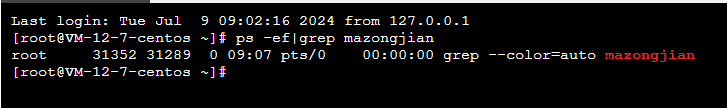 Last login: Tue Jul  9 09:02:16 2024 from 127.0.0.1
[root@VM-12-7-centos ~]# ps -ef|grep mazongjian
root     31352 31289  0 09:07 pts/0    00:00:00 grep --color=auto mazongjian
[root@VM-12-7-centos ~]#